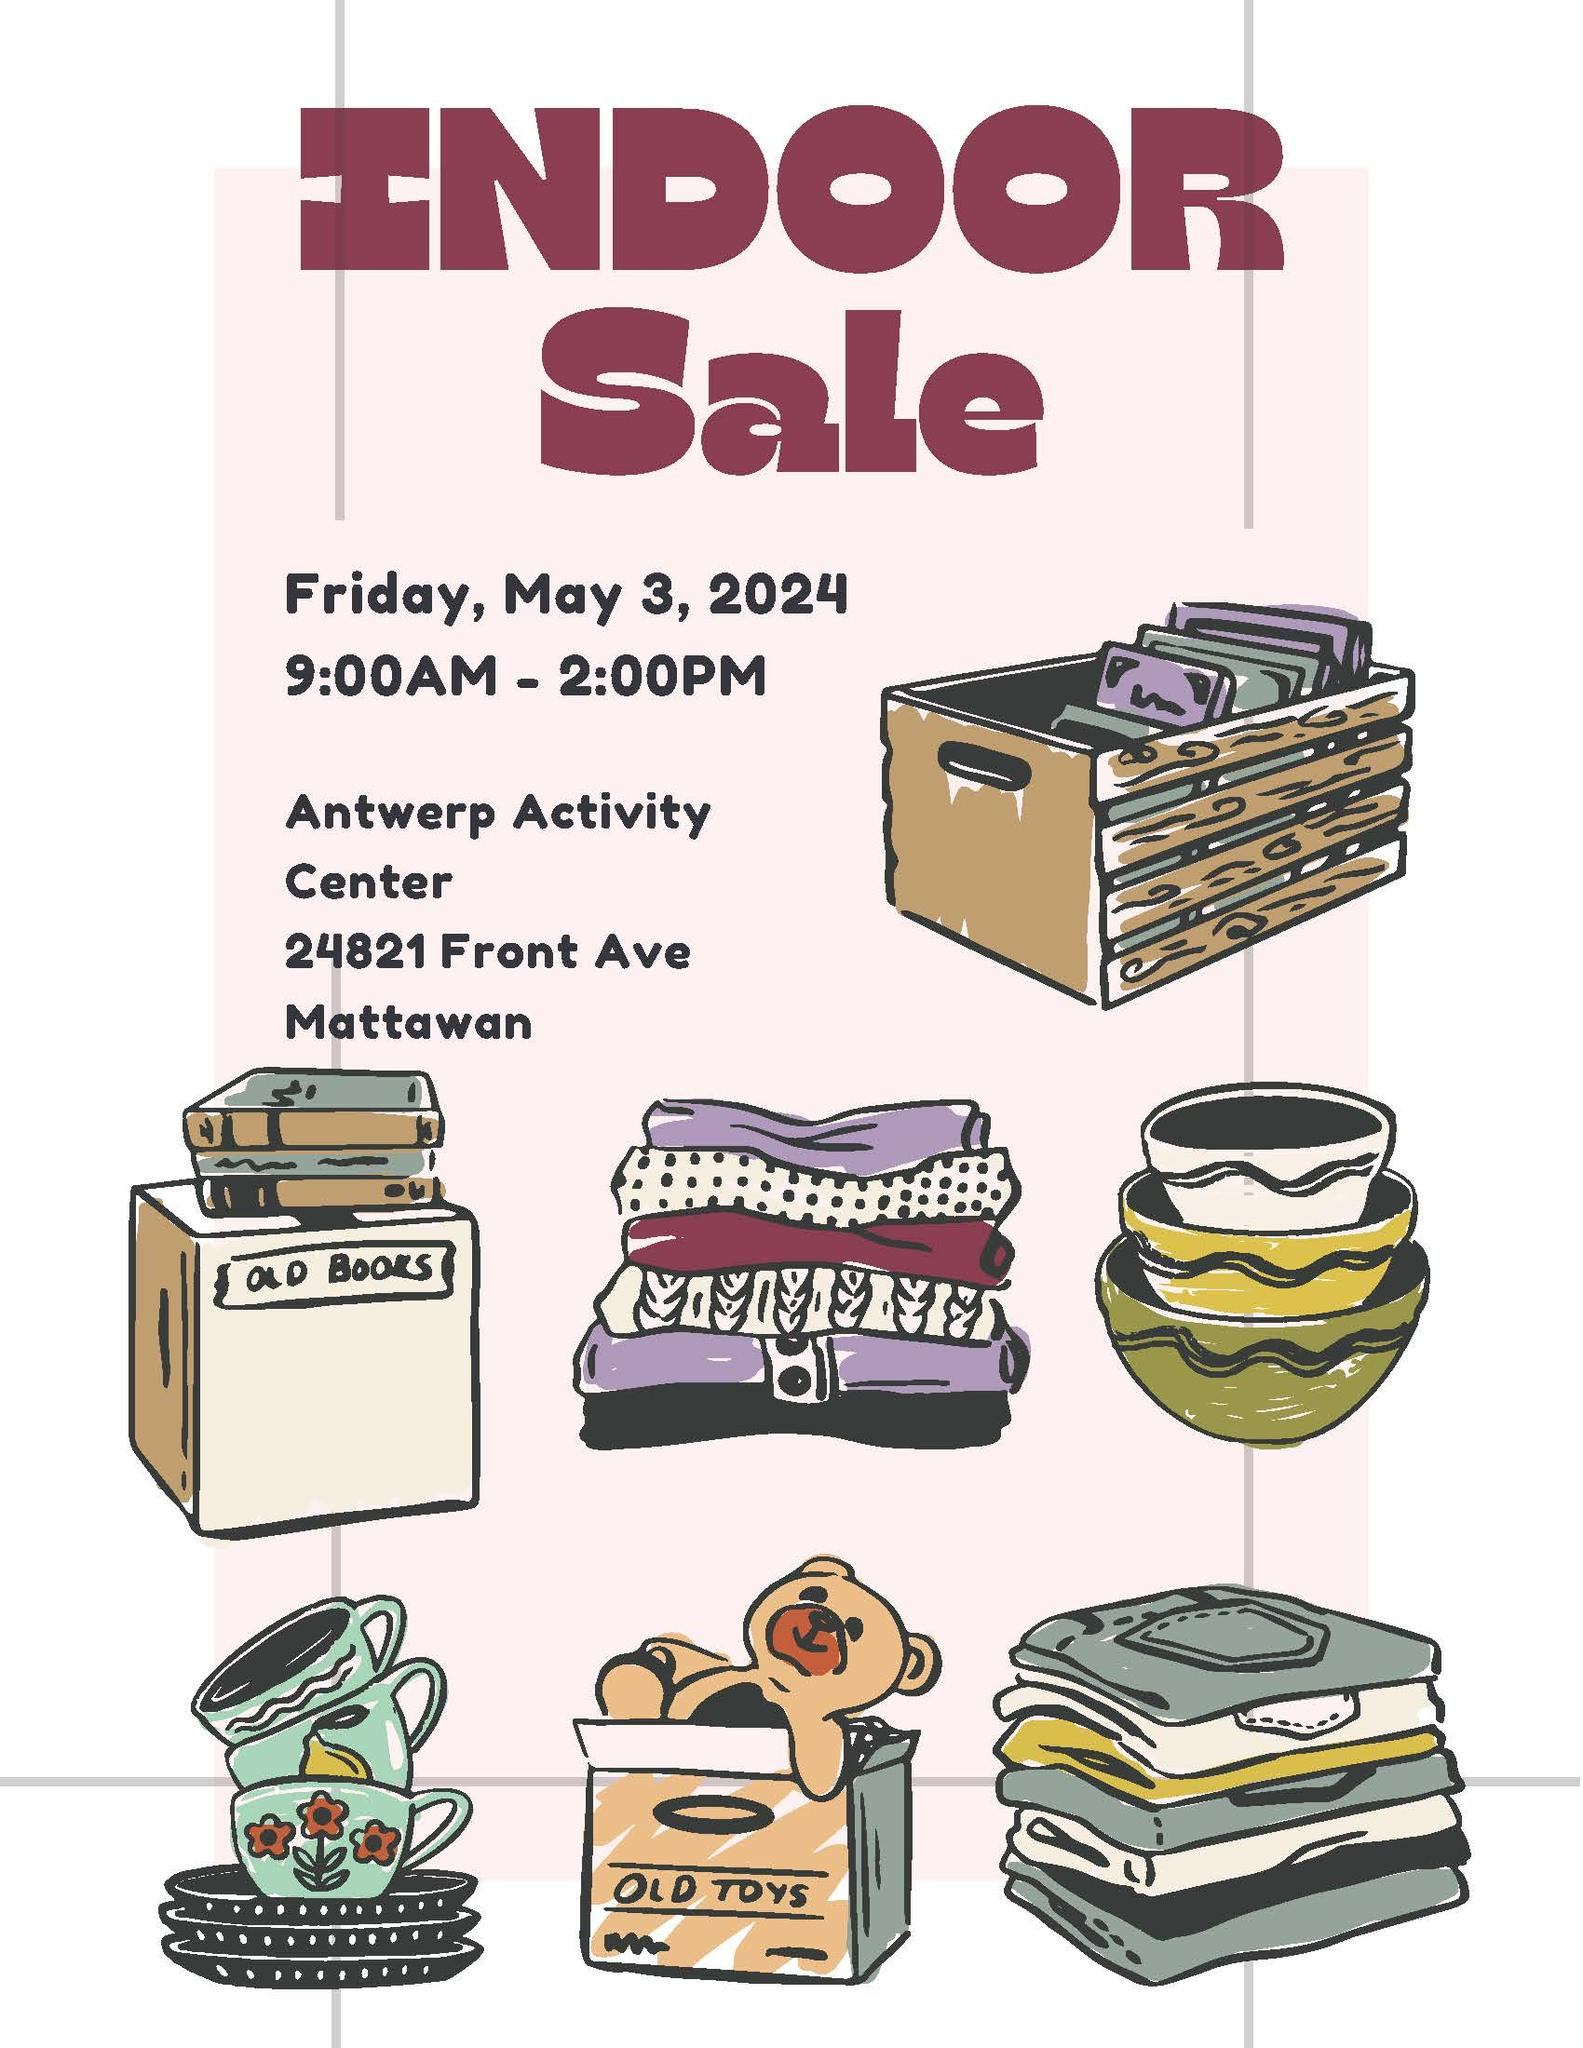 INDOOR
Sale
Friday, May 3, 2024
9:00AM - 2:00PM
Antwerp Activity
Center
24821 Front Ave
Mattawan
OLD BOOKS
OLD TOYS